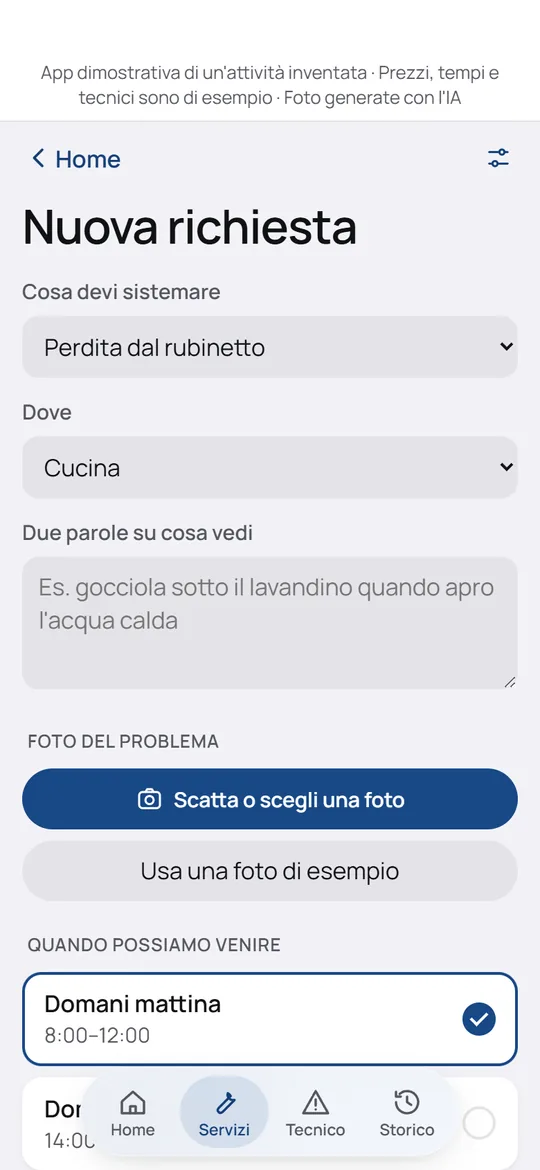 App dimostrativa di un'attività inventata · Prezzi, tempi e
tecnici sono di esempio · Foto generate con l'IA
Home
Nuova richiesta
Cosa devi sistemare
Perdita dal rubinetto
Dove
Cucina
Due parole su cosa vedi
Es. gocciola sotto il lavandino quando apro
l'acqua calda
FOTO DEL PROBLEMA
Scatta o scegli una foto
Usa una foto di esempio
QUANDO POSSIAMO VENIRE
Domani mattina
8:00–12:00
Home
Servizi
Tecnico
Storico